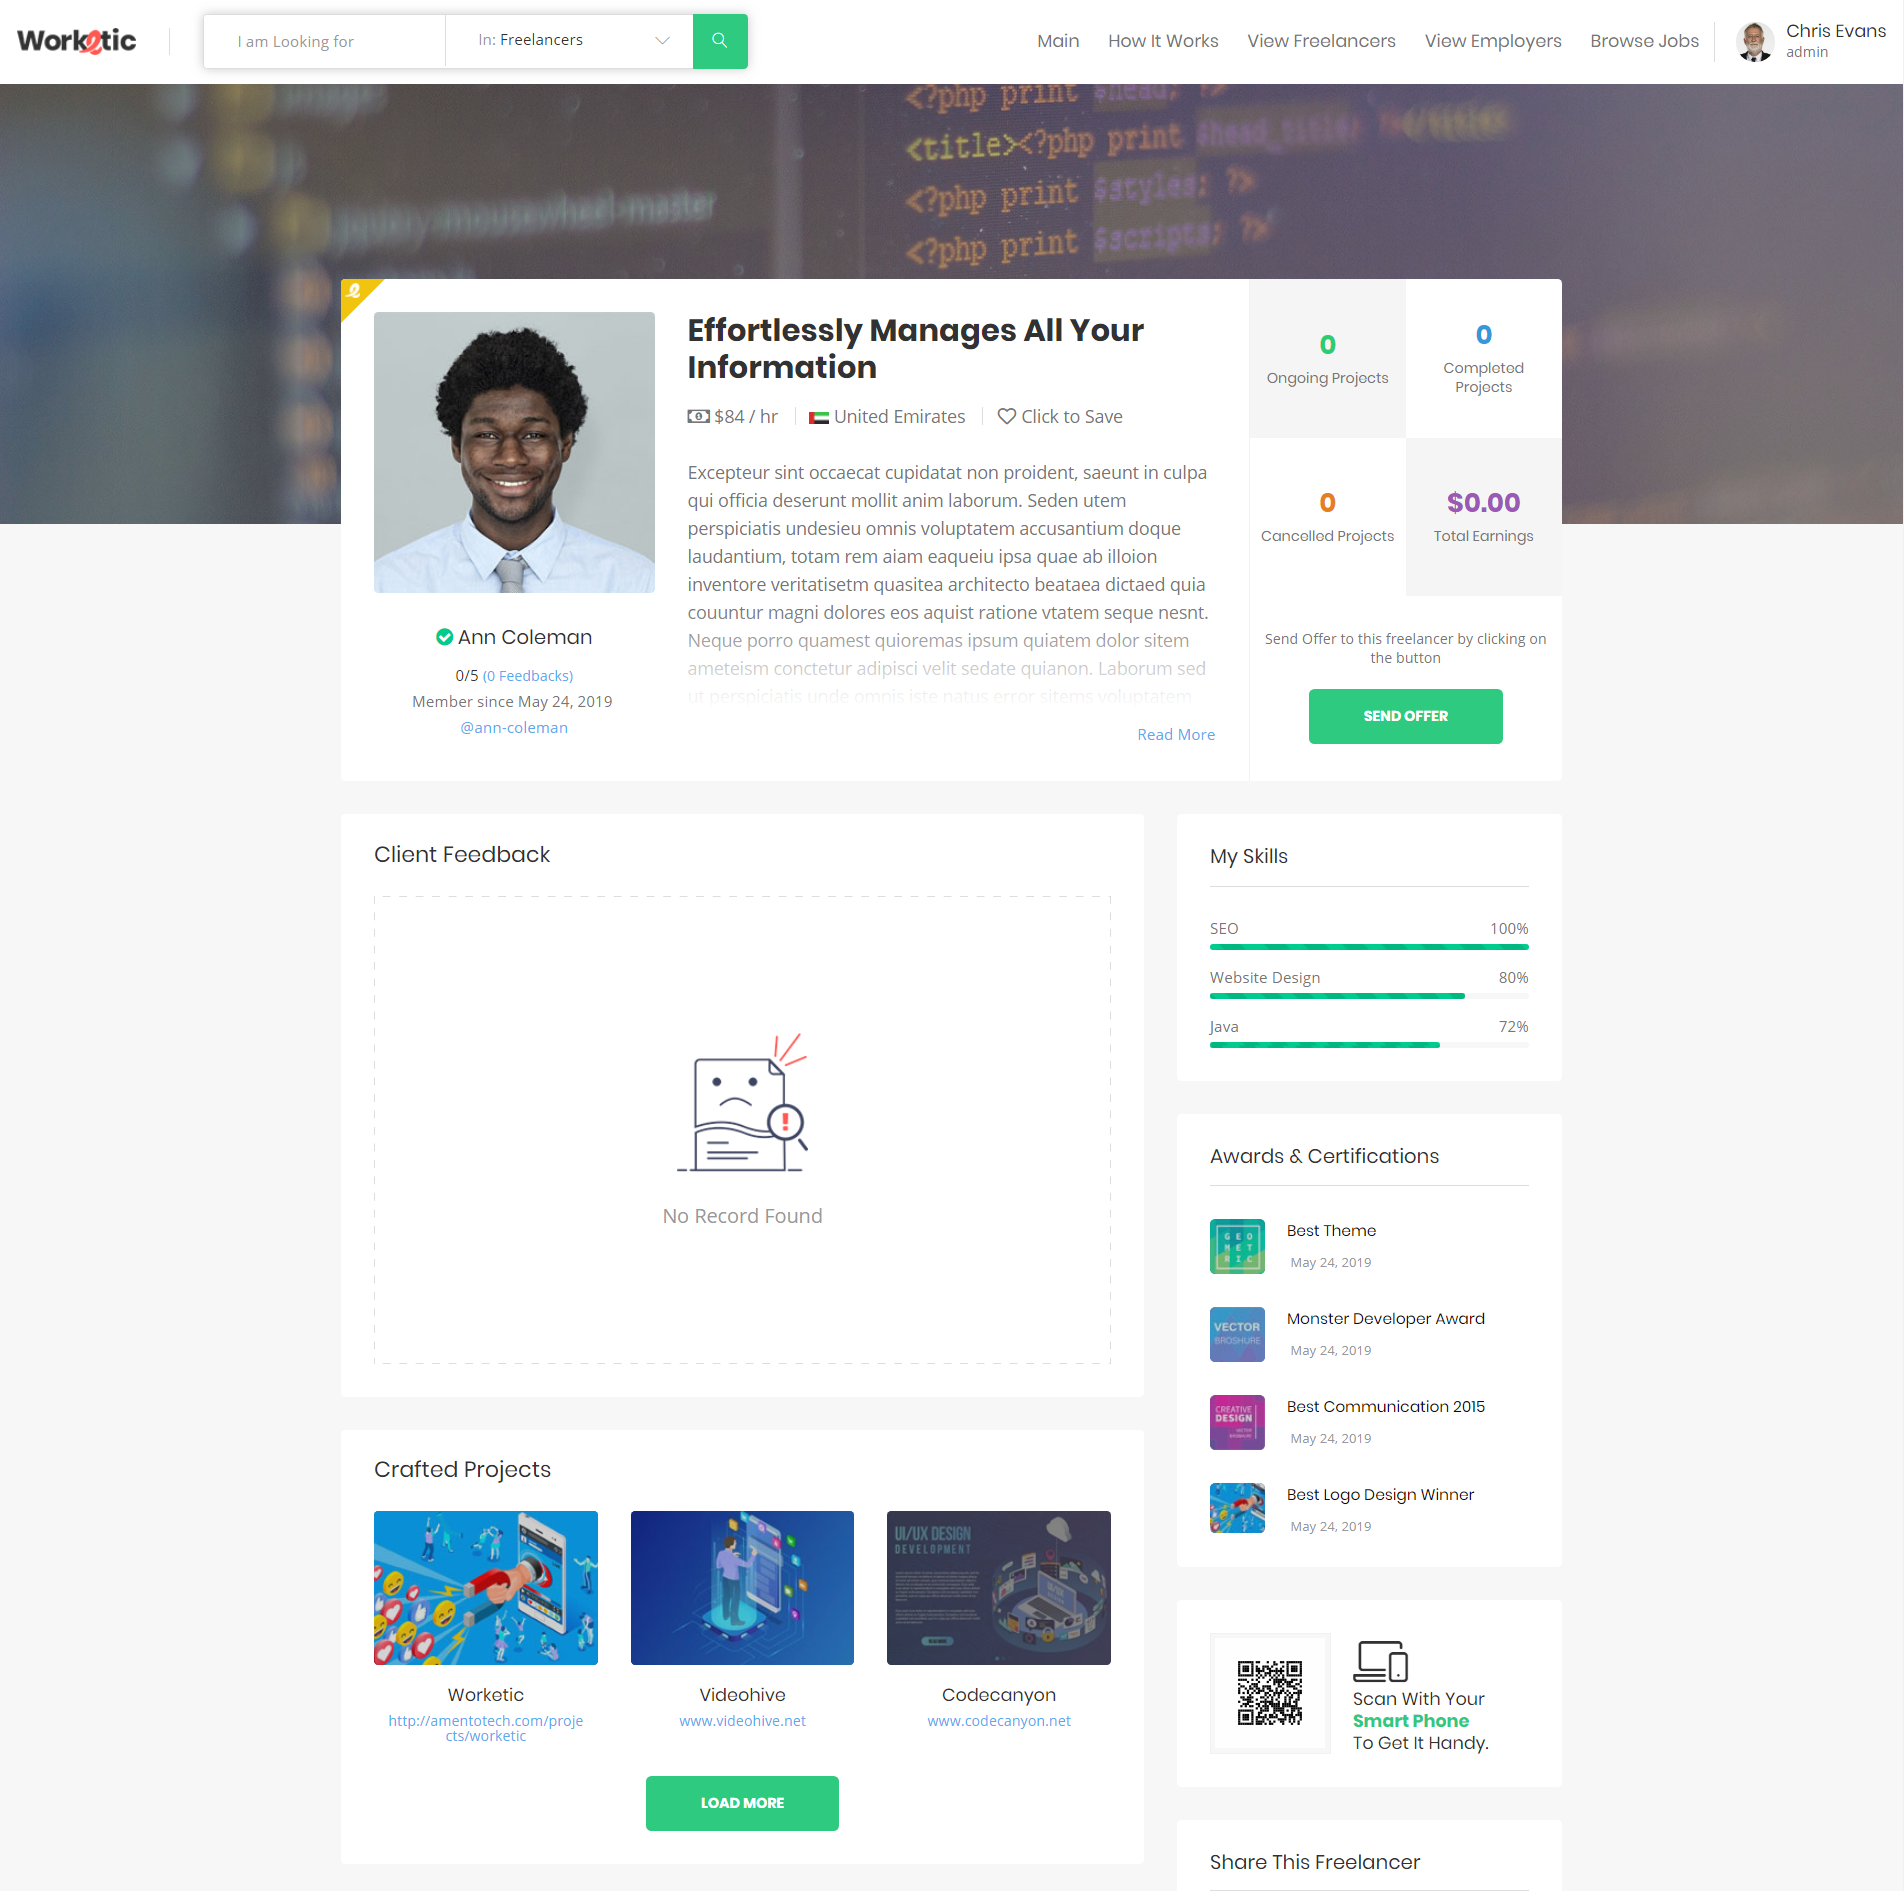 Worketic
I am Looking for
In: Freelancers
Main
How It Works
View Freelancers
View Employers
Browse Jobs
Chris Evans
admin
<?php print $head; ?>
<title><?php print $head_title; ?></title>
<?php print $styles; ?>
<?php print $scripts; ?>
jquery-mousewheel-master
Effortlessly Manages All Your
Information
$84 / hr
United Emirates
Click to Save
Excepteur sint occaecat cupidatat non proident, saeunt in culpa
qui officia deserunt mollit anim laborum. Seden utem
perspiciatis undesieu omnis voluptatem accusantium doque
laudantium, totam rem aiam eaqueiu ipsa quae ab illoion
inventore veritatisetm quasitea architecto beataea dictaed quia
couuntur magni dolores eos aquist ratione vtatem seque nesnt.
Neque porro quamest quioremas ipsum quiatem dolor sitem
ameteism conctetur adipisci velit sedate quianon. Laborum sed
ut perspiciatis unde omnis iste natus error sitems voluptatem
Read More
Ann Coleman
0/5 (0 Feedbacks)
Member since May 24, 2019
@ann-coleman
0
Ongoing Projects
0
Completed
Projects
0
Cancelled Projects
$0.00
Total Earnings
Send Offer to this freelancer by clicking on
the button
SEND OFFER
Client Feedback
No Record Found
Crafted Projects
UI/UX DESIGN
DEVELOPMENT
READ MORE
Worketic
http://amentotech.com/proje
cts/worketic
Videohive
www.videohive.net
Codecanyon
www.codecanyon.net
LOAD MORE
My Skills
SEO 100%
Website Design 80%
Java 72%
Awards & Certifications
GEO
MET
RIC
Best Theme
May 24, 2019
VECTOR
BROSHURE
Monster Developer Award
May 24, 2019
CREATIVE
DESIGN
VECTOR
BROSHURE
Best Communication 2015
May 24, 2019
Best Logo Design Winner
May 24, 2019
Scan With Your
Smart Phone
To Get It Handy.
Share This Freelancer